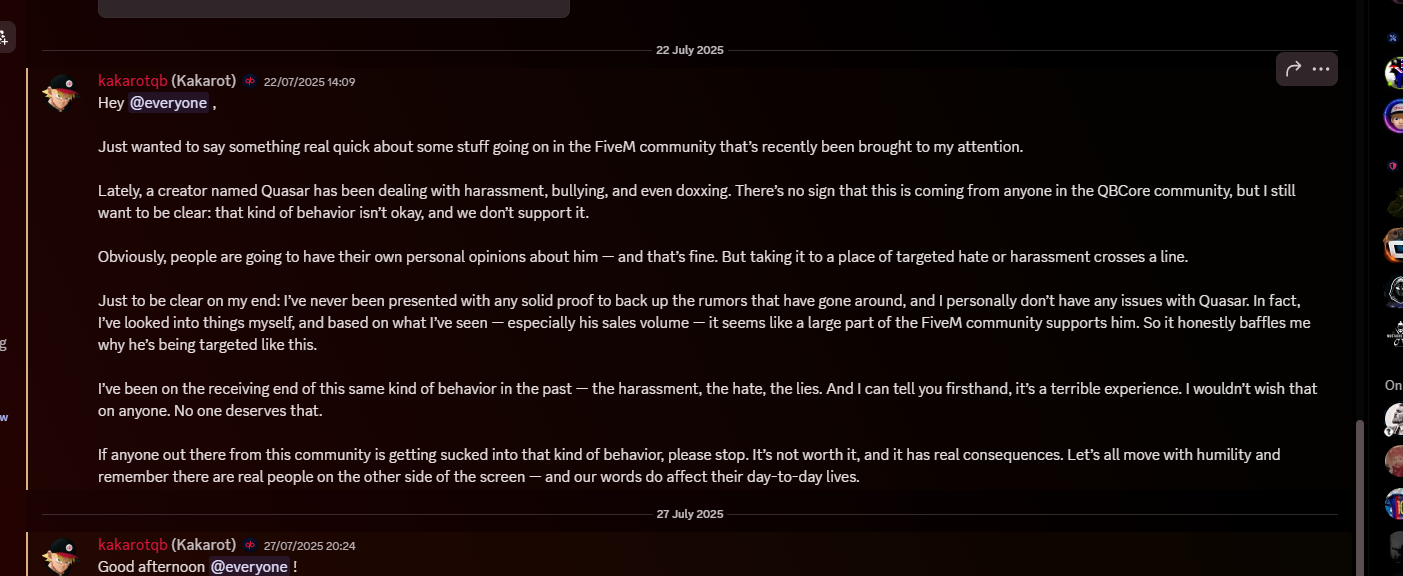 22 July 2025
kakarotqb (Kakarot) 22/07/2025 14:09
Hey @everyone ,
Just wanted to say something real quick about some stuff going on in the FiveM community that’s recently been brought to my attention.
Lately, a creator named Quasar has been dealing with harassment, bullying, and even doxxing. There’s no sign that this is coming from anyone in the QBCore community, but I still
want to be clear: that kind of behavior isn’t okay, and we don’t support it.
Obviously, people are going to have their own personal opinions about him — and that’s fine. But taking it to a place of targeted hate or harassment crosses a line.
Just to be clear on my end: I’ve never been presented with any solid proof to back up the rumors that have gone around, and I personally don’t have any issues with Quasar. In fact,
I’ve looked into things myself, and based on what I’ve seen — especially his sales volume — it seems like a large part of the FiveM community supports him. So it honestly baffles me
why he’s being targeted like this.
g
I’ve been on the receiving end of this same kind of behavior in the past — the harassment, the hate, the lies. And I can tell you firsthand, it’s a terrible experience. I wouldn’t wish that
on anyone. No one deserves that.
w
On
If anyone out there from this community is getting sucked into that kind of behavior, please stop. It’s not worth it, and it has real consequences. Let’s all move with humility and
remember there are real people on the other side of the screen — and our words do affect their day-to-day lives.
27 July 2025
kakarotqb (Kakarot) 27/07/2025 20:24
Good afternoon @everyone !